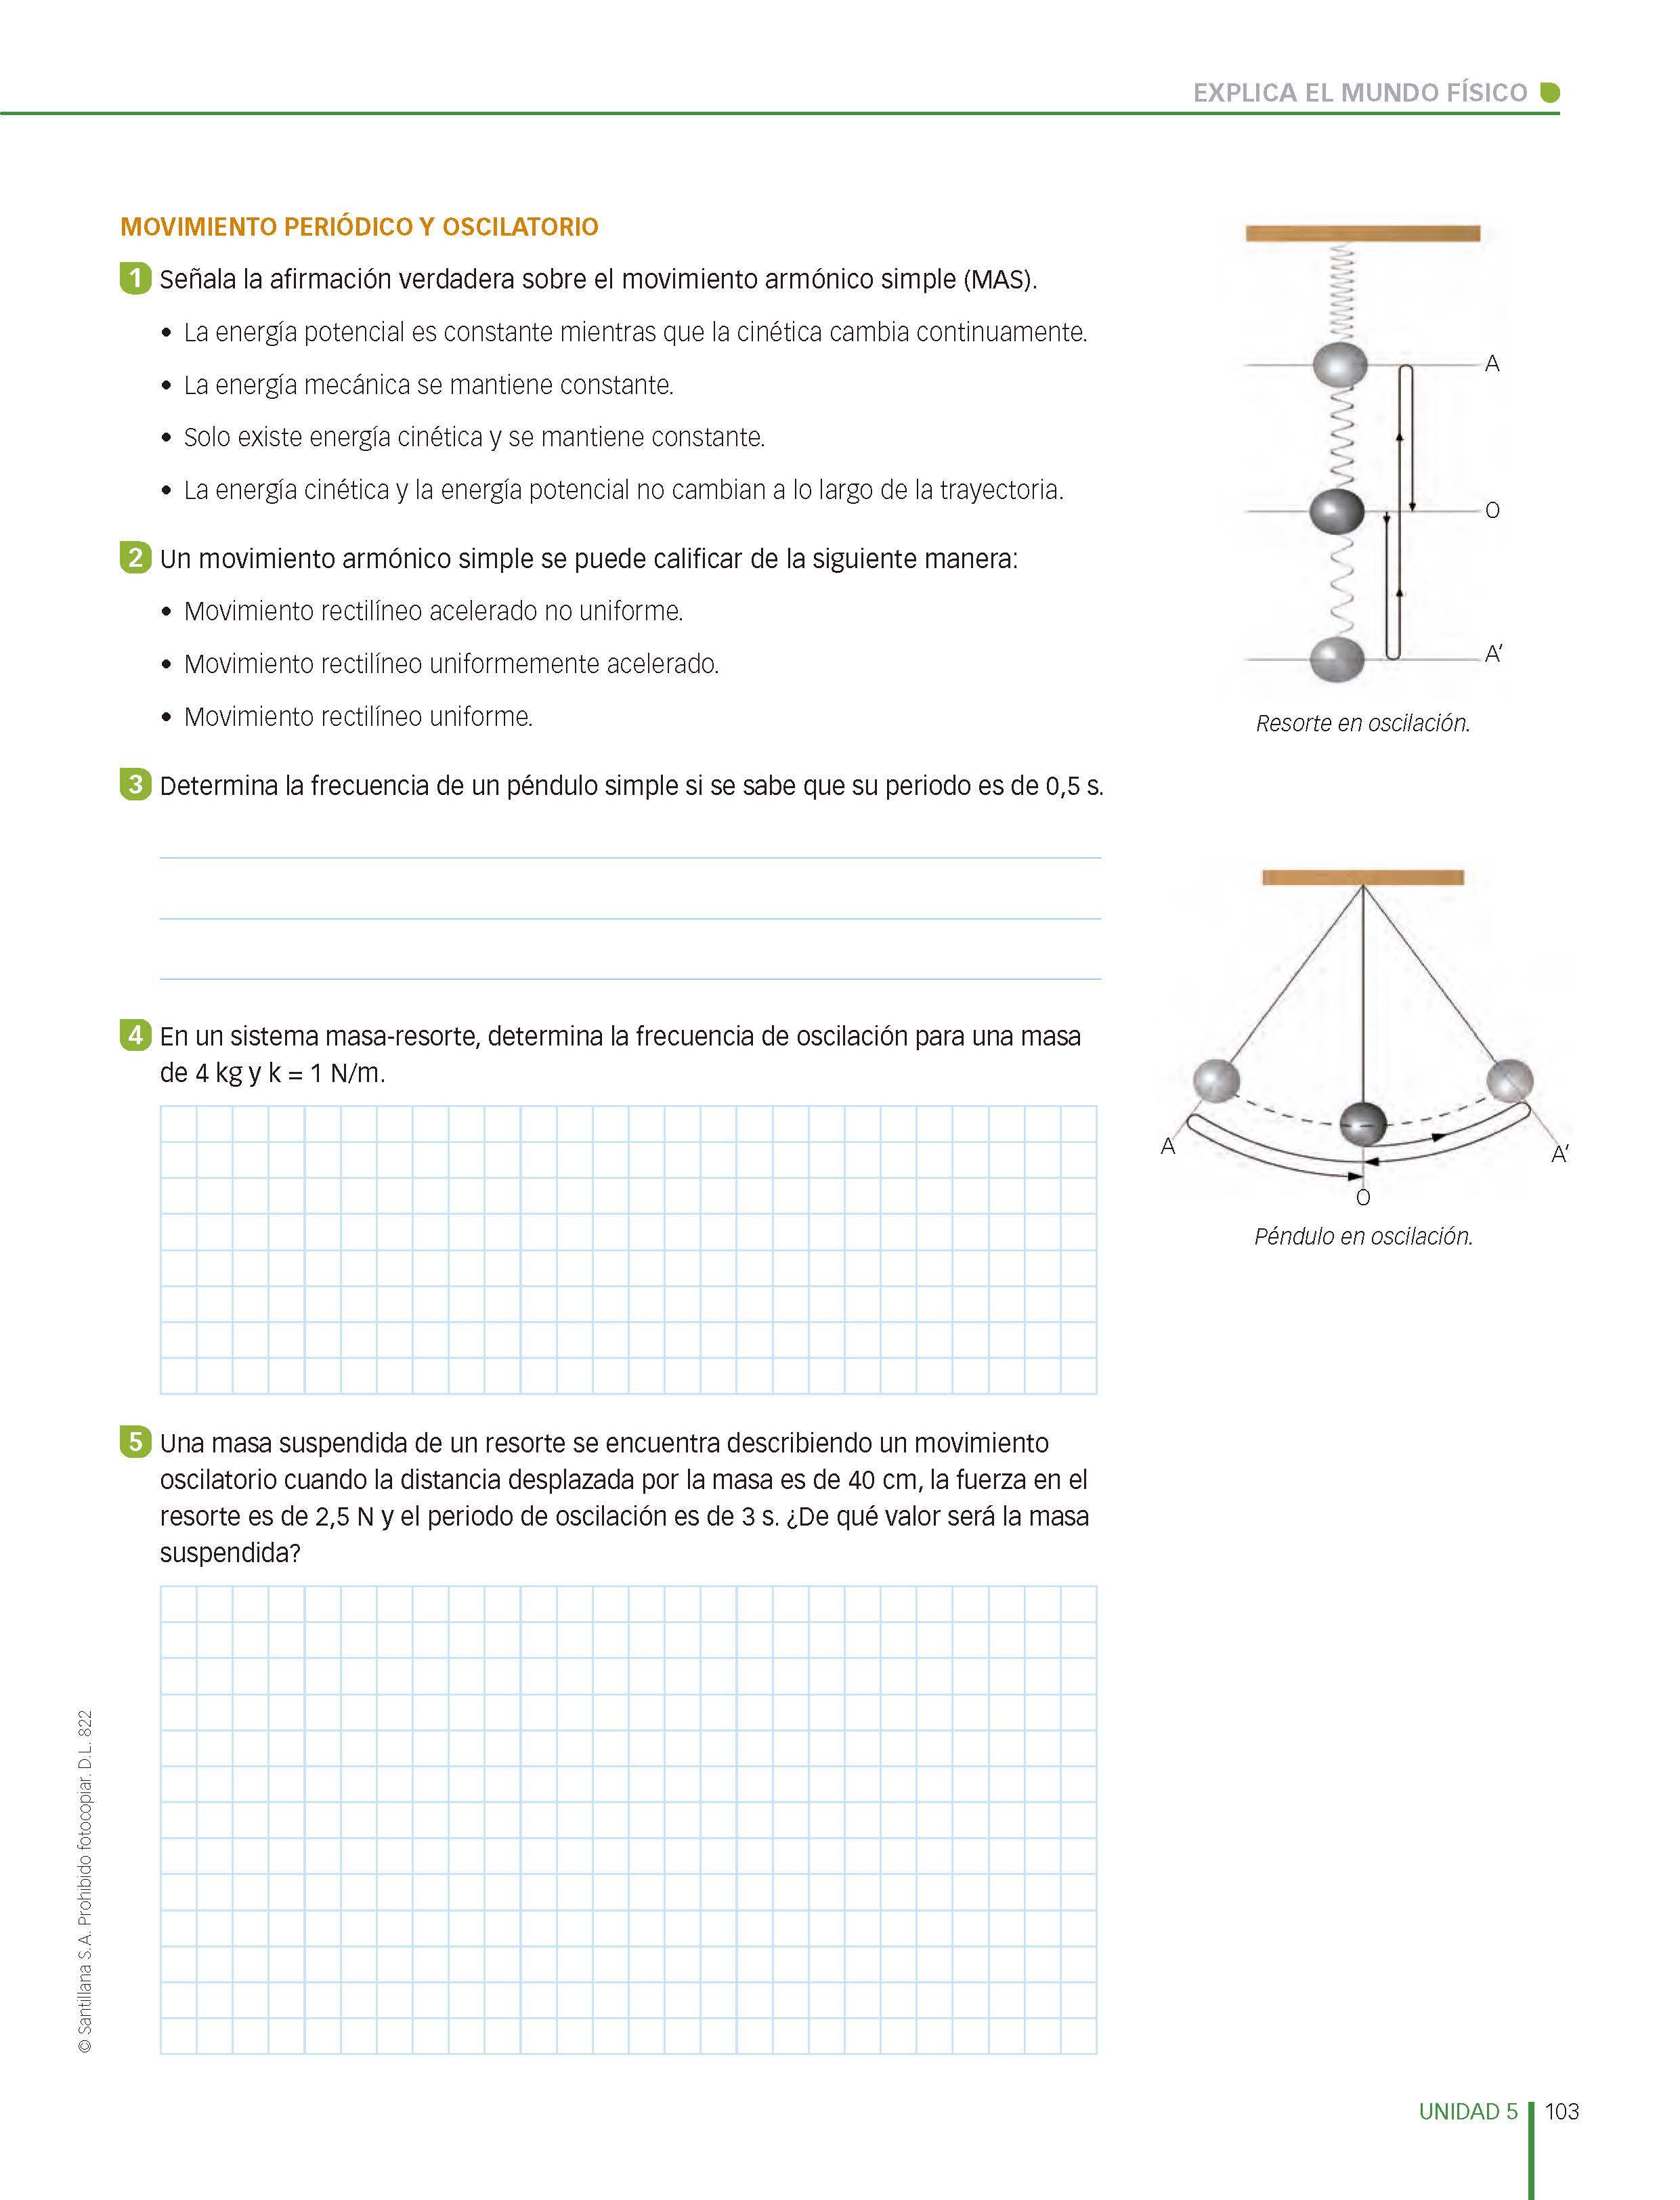 EXPLICA EL MUNDO FÍSICO
MOVIMIENTO PERIÓDICO Y OSCILATORIO
1 Señala la afirmación verdadera sobre el movimiento armónico simple (MAS).
• La energía potencial es constante mientras que la cinética cambia continuamente.
• La energía mecánica se mantiene constante.
• Solo existe energía cinética y se mantiene constante.
• La energía cinética y la energía potencial no cambian a lo largo de la trayectoria.
2 Un movimiento armónico simple se puede calificar de la siguiente manera:
• Movimiento rectilíneo acelerado no uniforme.
• Movimiento rectilíneo uniformemente acelerado.
• Movimiento rectilíneo uniforme.
A
O
A’
Resorte en oscilación.
3 Determina la frecuencia de un péndulo simple si se sabe que su periodo es de 0,5 s.
4 En un sistema masa-resorte, determina la frecuencia de oscilación para una masa
de 4 kg y k = 1 N/m.
A
A’
O
Péndulo en oscilación.
5 Una masa suspendida de un resorte se encuentra describiendo un movimiento
oscilatorio cuando la distancia desplazada por la masa es de 40 cm, la fuerza en el
resorte es de 2,5 N y el periodo de oscilación es de 3 s. ¿De qué valor será la masa
suspendida?
© Santillana S.A. Prohibido fotocopiar. D.L. 822
UNIDAD 5 103